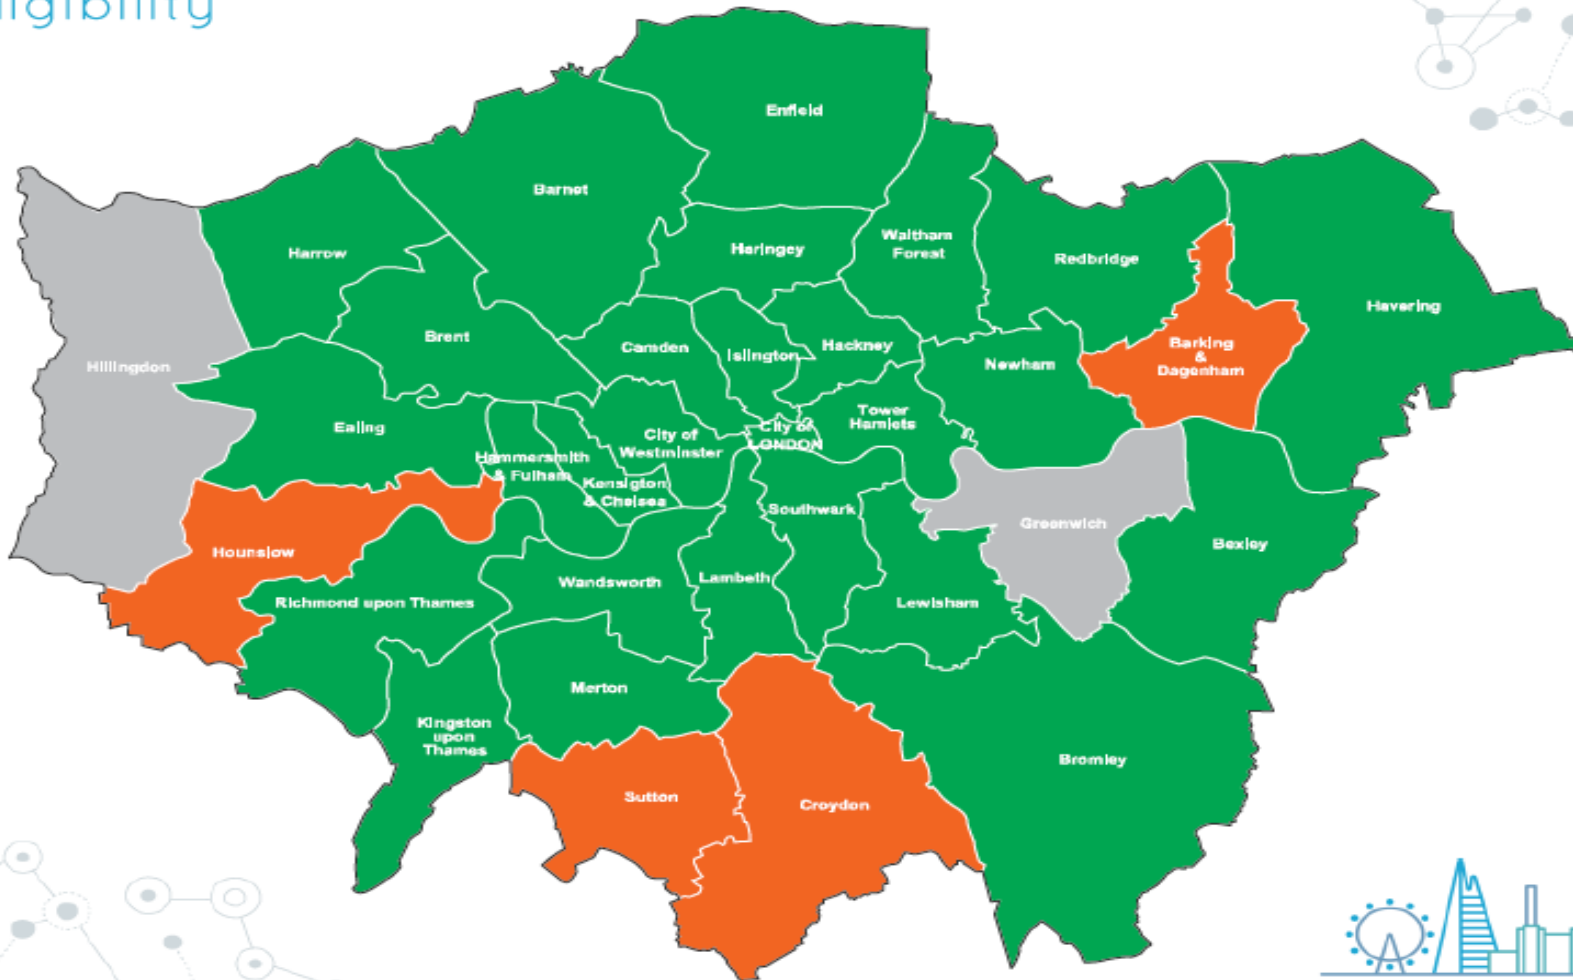 ligibility
Enfield
Barnet
Harrow
Haringey
Waltham
Forest
Redbridge
Havering
Hillingdon
Brent
Camden
Islington
Hackney
Newham
Barking
&
Dagenham
Ealing
Hammersmith
& Fulham
Kensigton
& Chelsea
City of
Westminster
City of
LONDON
Tower
Hamlets
Hounslow
Southwark
Greenwich
Bexley
Richmond upon Thames
Wandsworth
Lambeth
Lewisham
Merton
Kingston
upon
Thames
Sutton
Croydon
Bromley